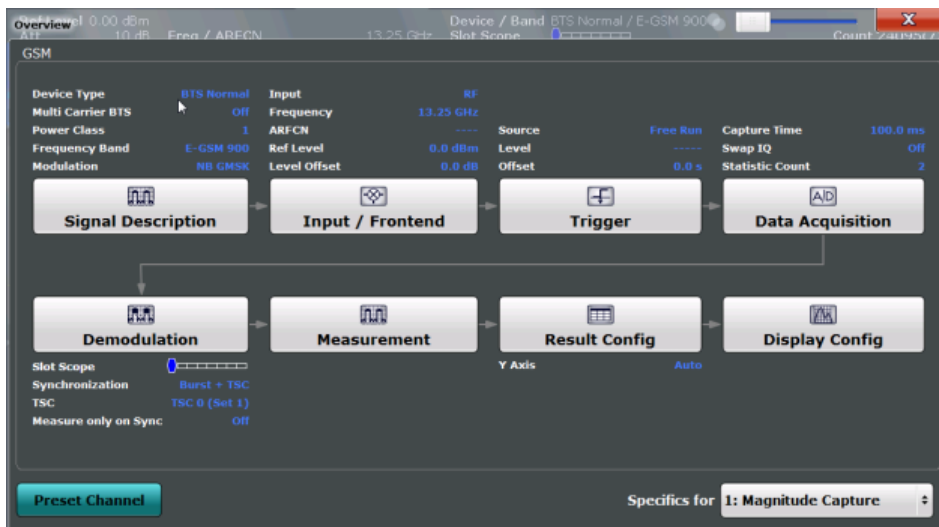 Overview
0.00 dBm
Device / Band BTS Normal / E-GSM 900
Att 10 dB Freq / ARFCN 13.25 GHz Slot Scope Count
X
GSM
Device Type BTS Normal Input RF
Multi Carrier BTS Off Frequency 13.25 GHz
Power Class 1 ARFCN ---- Source Free Run Capture Time 100.0 ms
Frequency Band E-GSM 900 Ref Level 0.0 dBm Level ----- Swap IQ Off
Modulation NB GMSK Level Offset 0.0 dB Offset 0.0 s Statistic Count 2
A/D
Signal Description Input / Frontend Trigger Data Acquisition
Demodulation Measurement Result Config Display Config
Slot Scope Y Axis Auto
Synchronization Burst + TSC
TSC TSC 0 (Set 1)
Measure only on Sync Off
Preset Channel Specifics for 1: Magnitude Capture